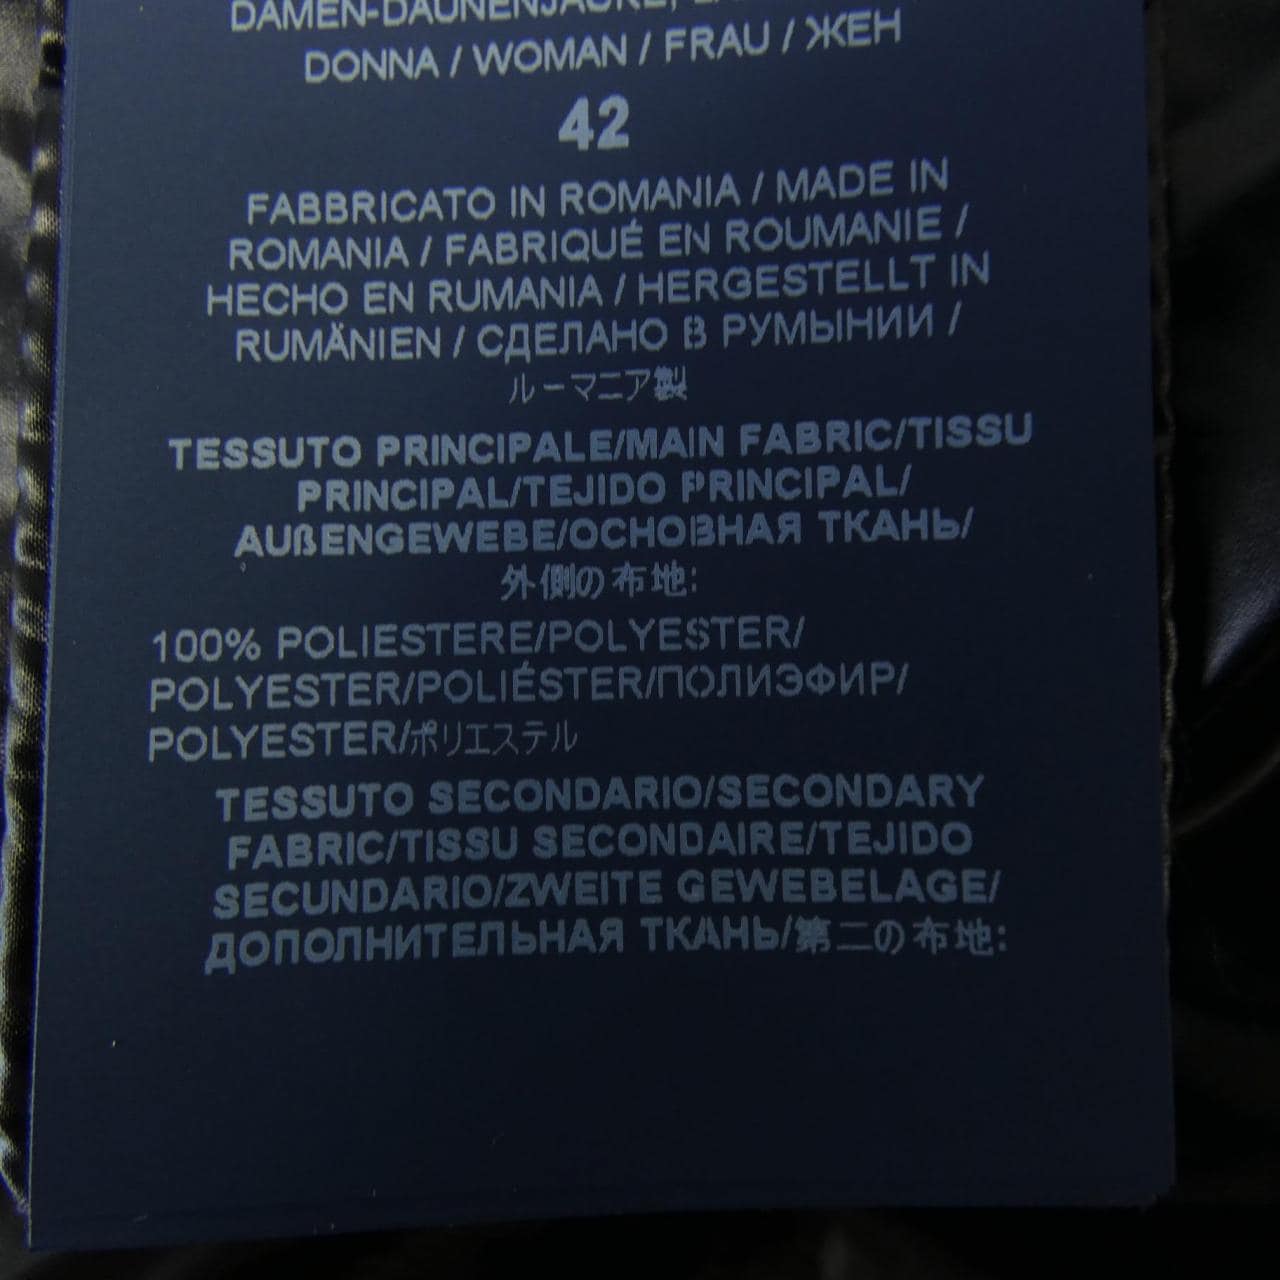 DAMEN-DAUNENJACKE,
DONNA / WOMAN / FRAU / ЖЕН
42
FABBRICATO IN ROMANIA / MADE IN
ROMANIA / FABRIQUÉ EN ROUMANIE /
HECHO EN RUMANIA / HERGESTELLT IN
RUMÄNIEN / СДЕЛАНО В РУМЫНИИ /
ルーマニア製
TESSUTO PRINCIPALE/MAIN FABRIC/TISSU
PRINCIPAL/TEJIDO PRINCIPAL/
AUßENGEWEBE/ОСНОВНАЯ ТКАНЬ/
外側の布地:
100% POLIESTERE/POLYESTER/
POLYESTER/POLIÉSTER/ПОЛИЭФИР/
POLYESTER/ポリエステル
TESSUTO SECONDARIO/SECONDARY
FABRIC/TISSU SECONDAIRE/TEJIDO
SECUNDARIO/ZWEITE GEWEBELAGE/
ДОПОЛНИТЕЛЬНАЯ ТКАНЬ/第二の布地: